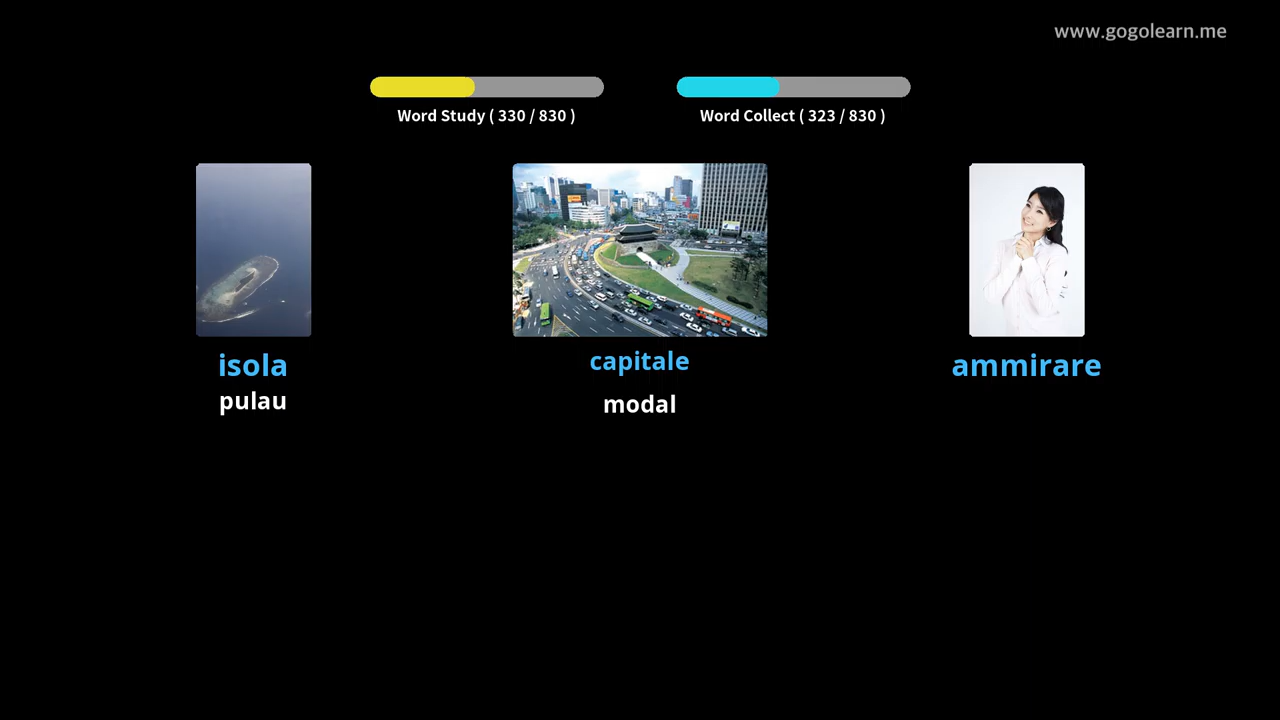 www.gogolearn.me
Word Study ( 330 / 830 )
Word Collect ( 323 / 830 )
isola
pulau
capitale
modal
ammirare